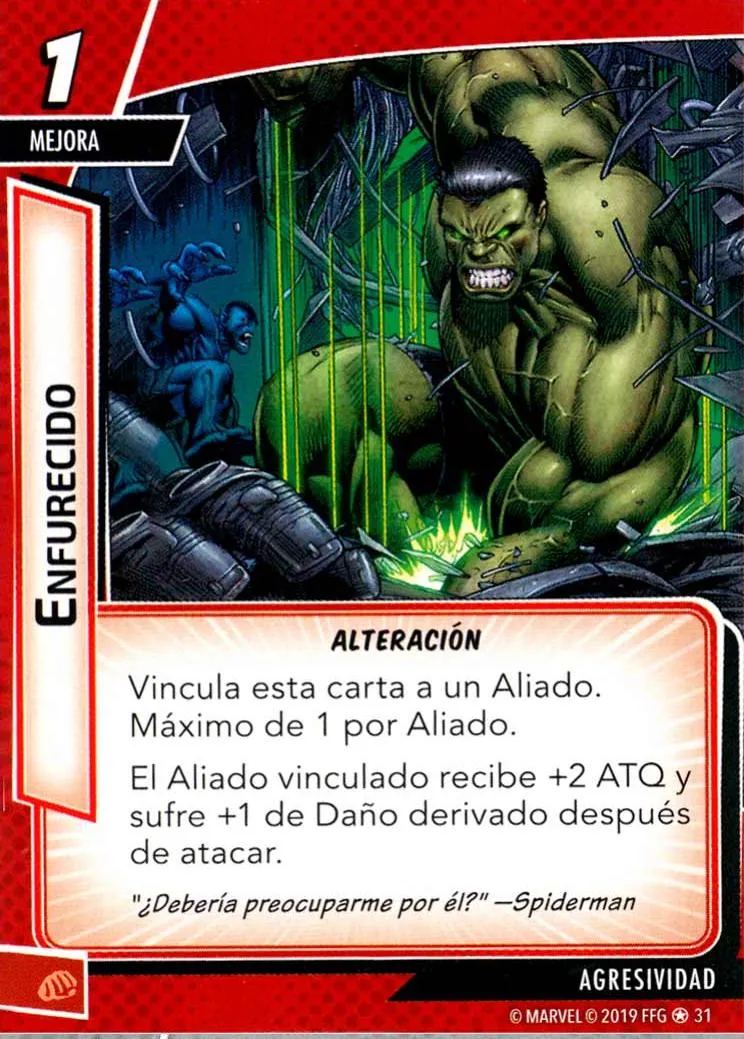 1
MEJORA
ENFURECIDO
ALTERACIÓN
Vincula esta carta a un Aliado.
Máximo de 1 por Aliado.
El Aliado vinculado recibe +2 ATQ y
sufre +1 de Daño derivado después
de atacar.
"¿Debería preocuparme por él?" —Spiderman
AGRESIVIDAD
© MARVEL © 2019 FFG ✪ 31